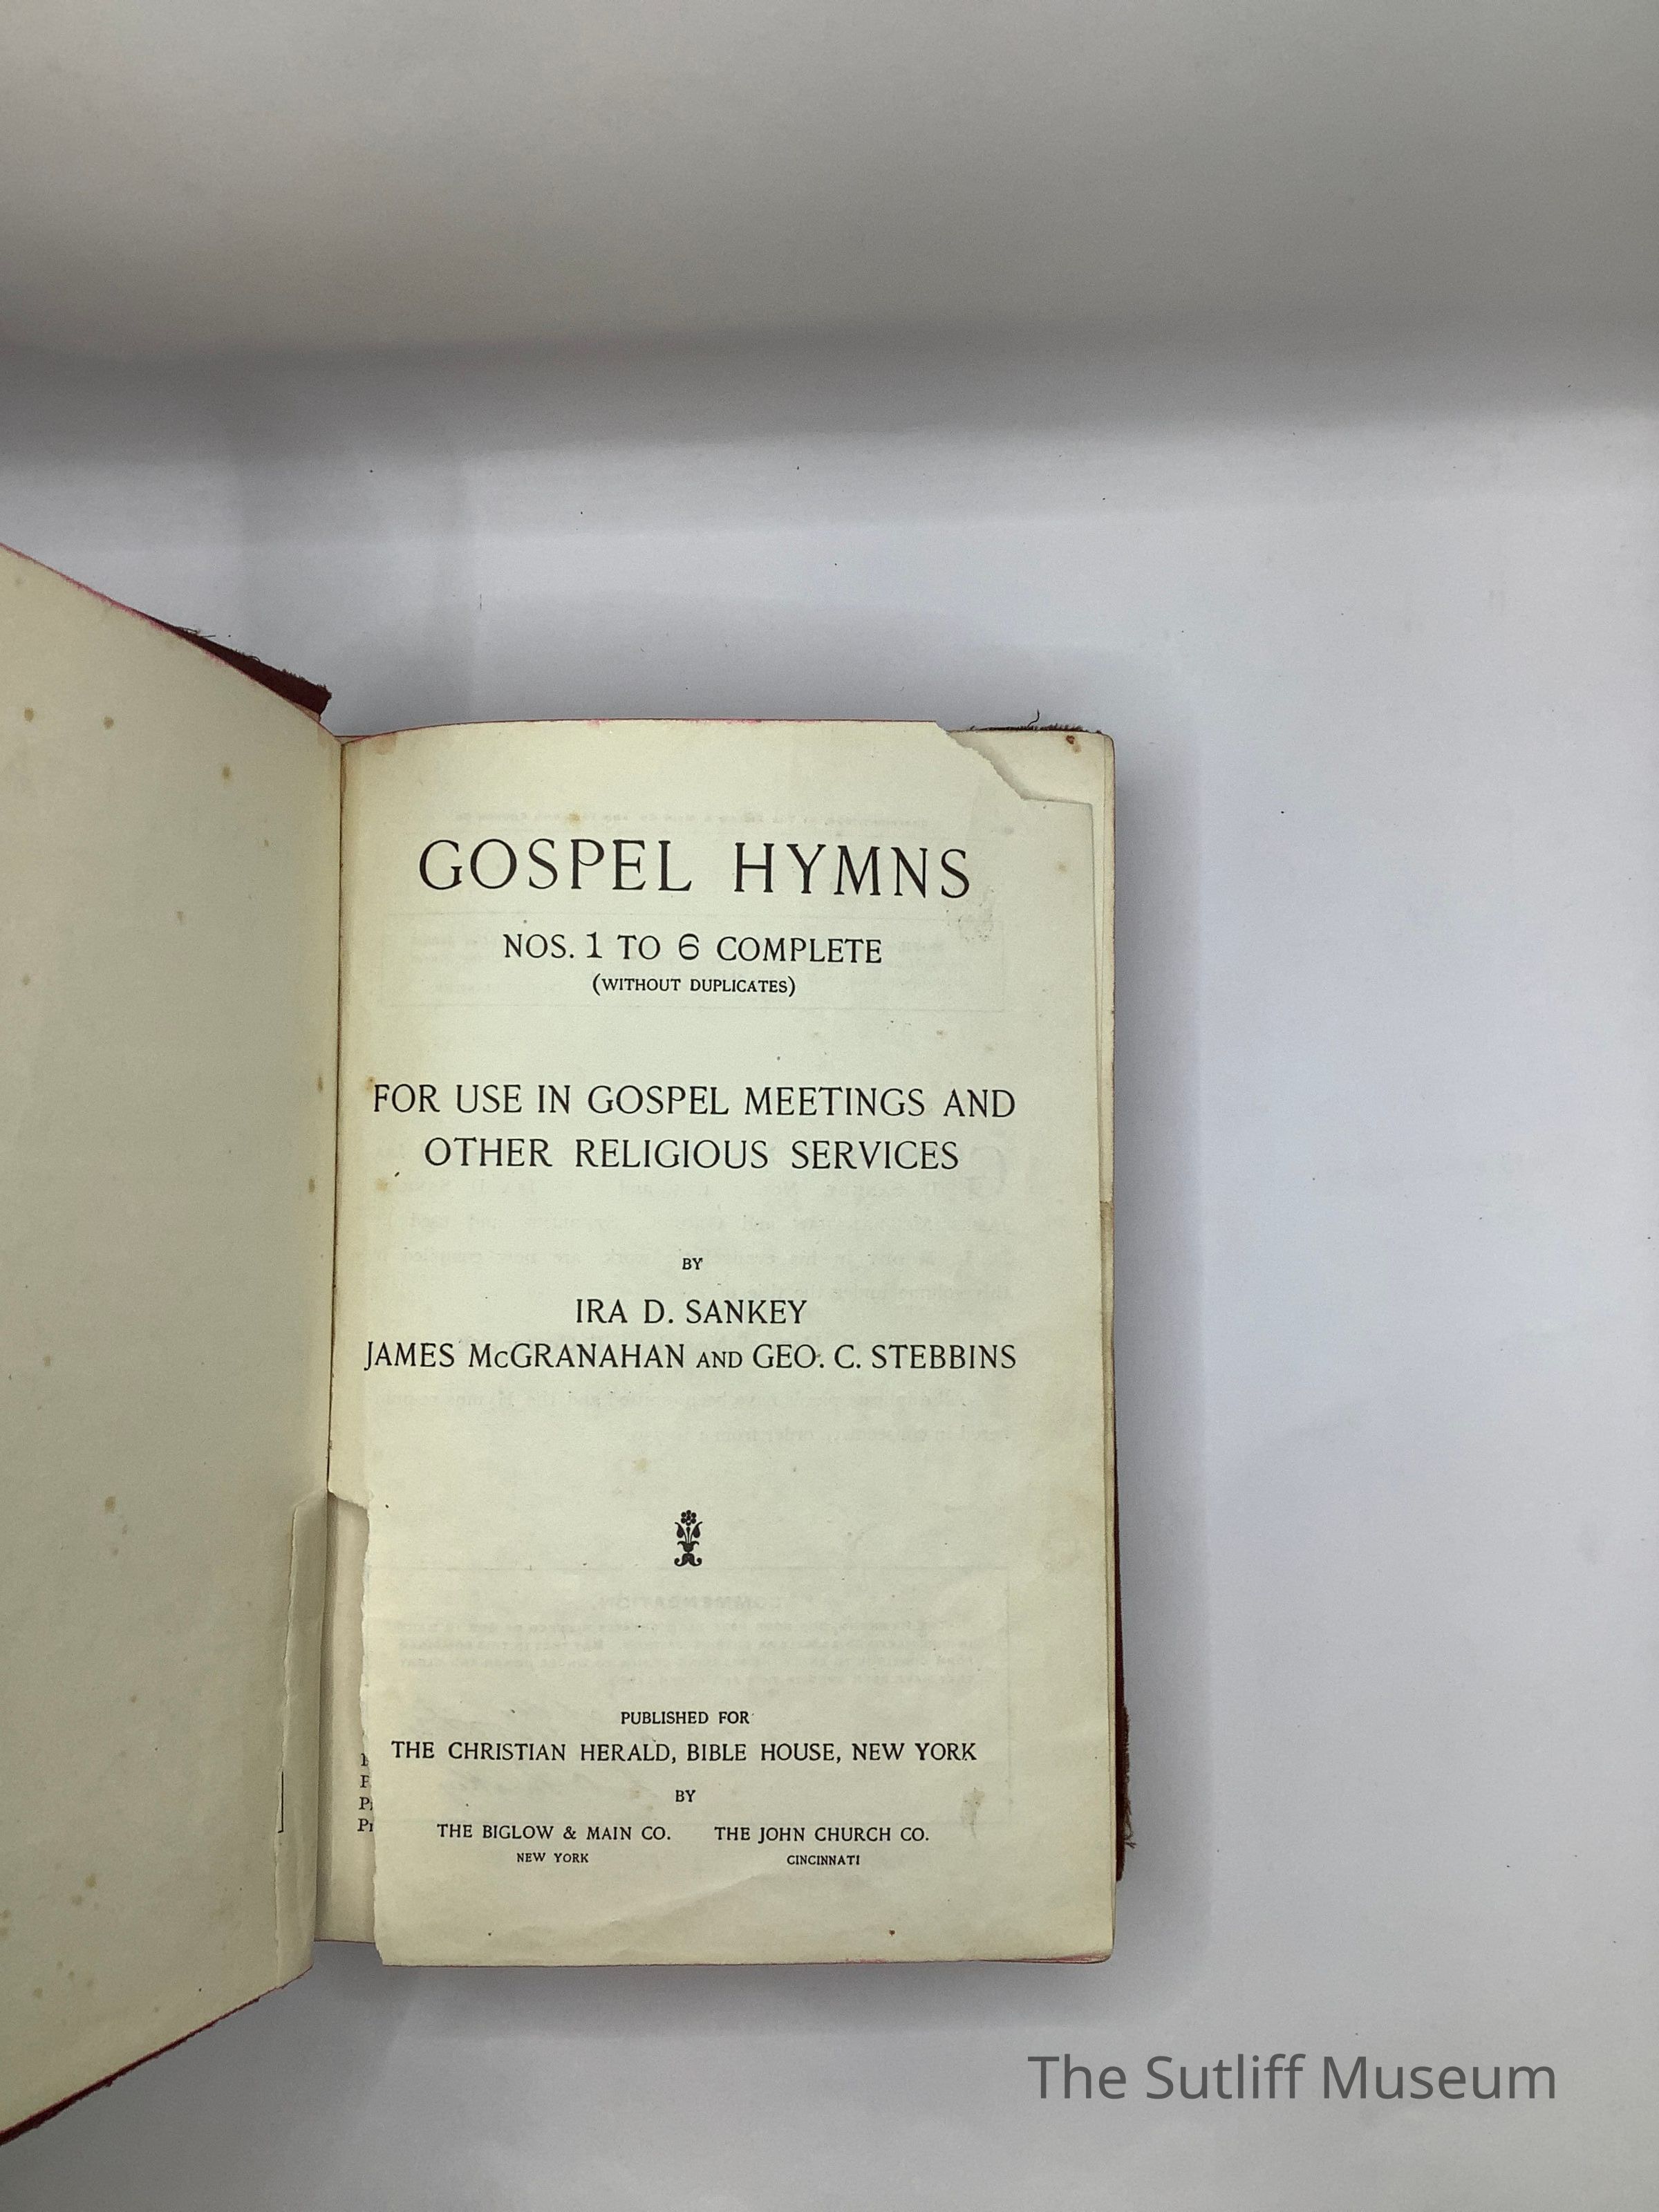 GOSPEL HYMNS
NOS. 1 TO 6 COMPLETE
(WITHOUT DUPLICATES)
FOR USE IN GOSPEL MEETINGS AND
OTHER RELIGIOUS SERVICES
BY
IRA D. SANKEY
JAMES McGRANAHAN AND GEO. C. STEBBINS
PUBLISHED FOR
THE CHRISTIAN HERALD, BIBLE HOUSE, NEW YORK
BY
THE BIGLOW & MAIN CO. THE JOHN CHURCH CO.
NEW YORK CINCINNATI
The Sutliff Museum